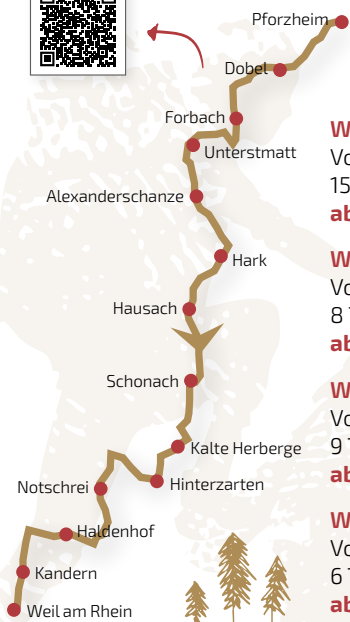 Pforzheim
Dobel
Forbach
Unterstmatt
Alexanderschanze
Hark
Hausach
Schonach
Kalte Herberge
Hinterzarten
Notschrei
Haldenhof
Kandern
Weil am Rhein
W
Vo
15
ab
W
Vo
8 T
ab
W
Vo
9 T
ab
W
Vo
6 T
ab